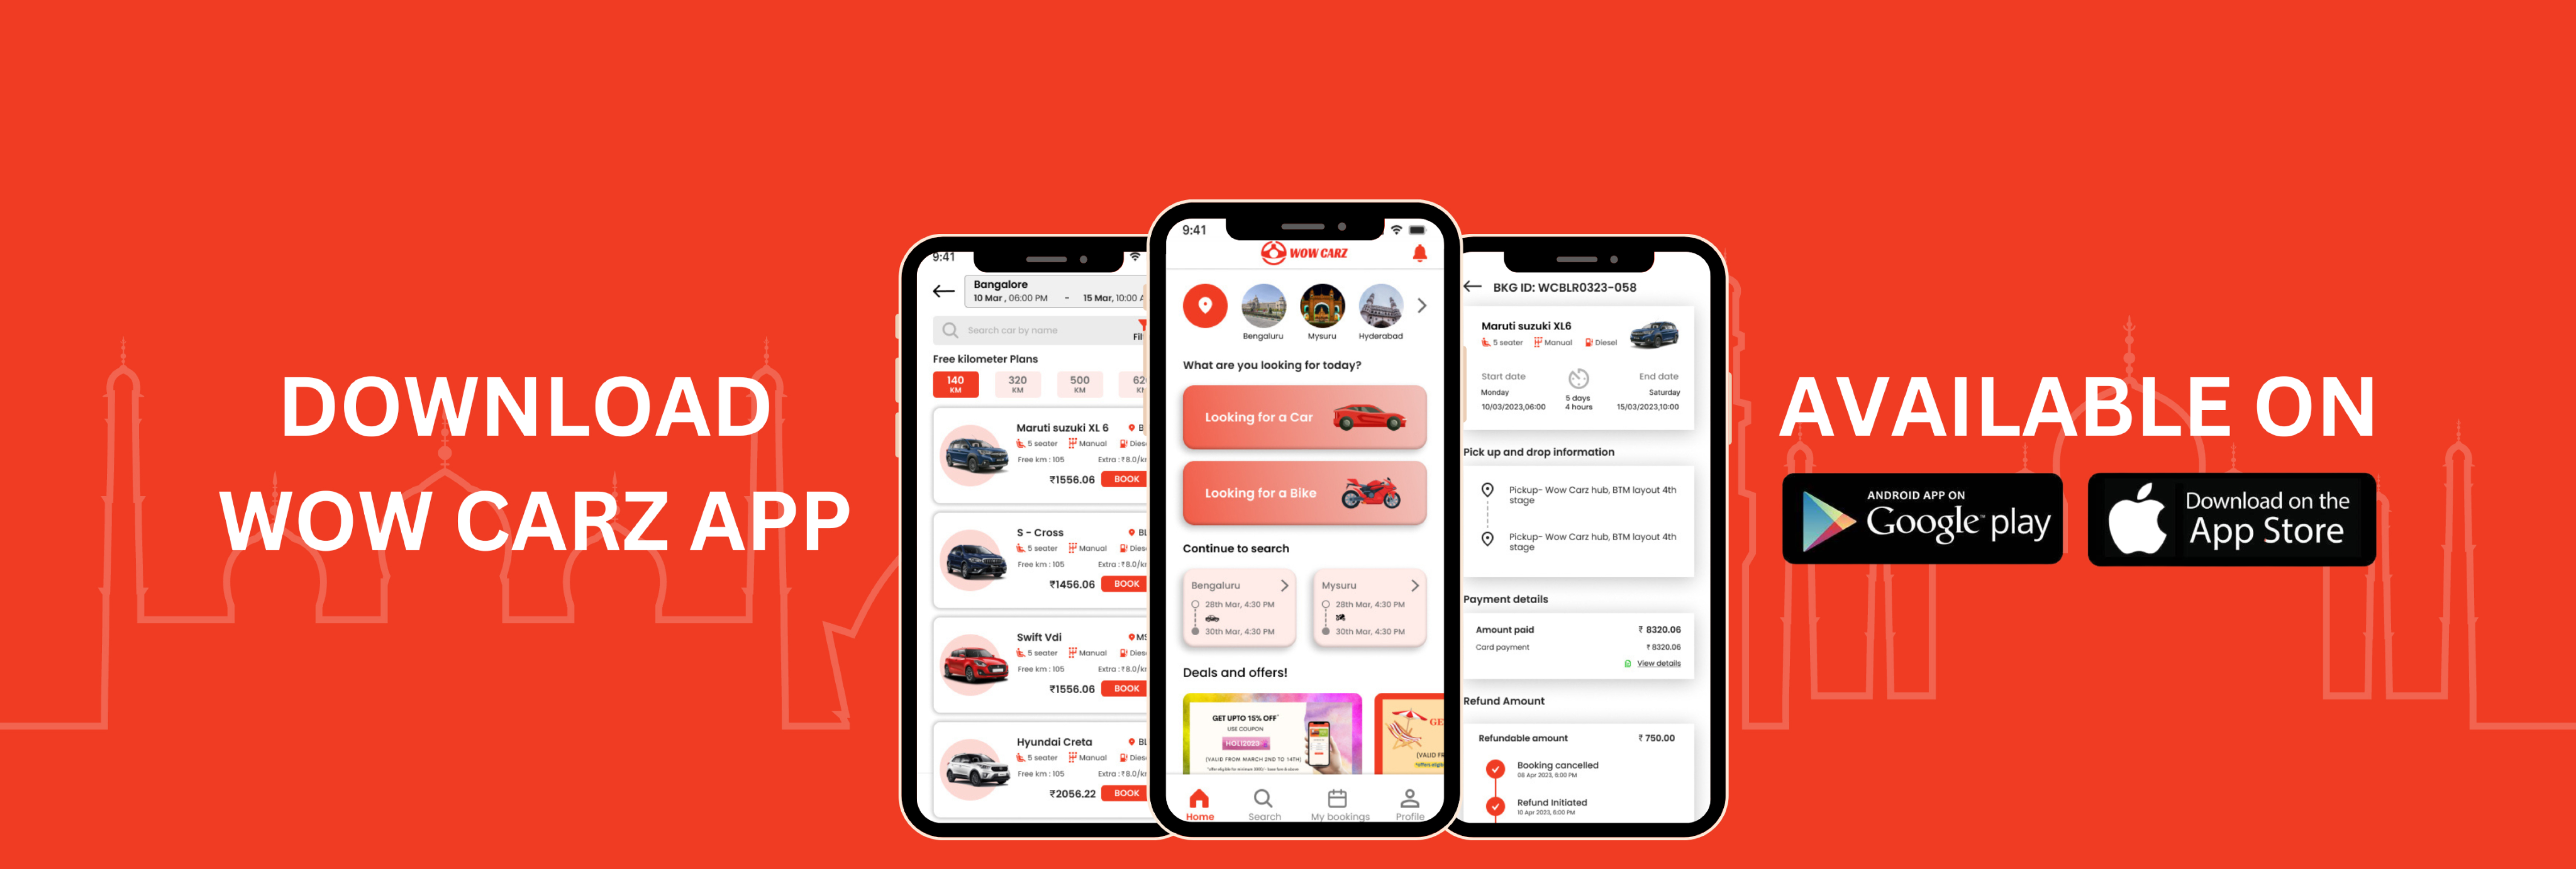 DOWNLOAD
WOW CARZ APP
9:41
Bangalore
10 Mar , 06:00 PM - 15 Mar, 10:00 A
Search car by name
Fil
Free kilometer Plans
140 320 500 62
KM KM KM
Maruti suzuki XL 6
5 seater Manual Dies
Free km : 105 Extra : ₹8.0/k
₹1556.06 BOOK
S - Cross
5 seater Manual Dies
Free km : 105 Extra : ₹8.0/k
₹1456.06 BOOK
Swift Vdi
5 seater Manual Dies
Free km : 105 Extra : ₹8.0/k
₹1556.06 BOOK
Hyundai Creta
5 seater Manual Dies
Free km : 105 Extra : ₹8.0/k
₹2056.22 BOOK
9:41
WOW CARZ
Bengaluru Mysuru Hyderabad
What are you looking for today?
Looking for a Car
Looking for a Bike
Continue to search
Bengaluru
28th Mar, 4:30 PM
30th Mar, 4:30 PM
Mysuru
28th Mar, 4:30 PM
30th Mar, 4:30 PM
Deals and offers!
GET UPTO 15% OFF*
USE COUPON
HOLI2023
(VALID FROM MARCH 2ND TO 14TH)
GE
(VALID F
Home Search My bookings Profile
BKG ID: WCBLR0323-058
Maruti suzuki XL6
5 seater Manual Diesel
Start date End date
Monday Saturday
10/03/2023,06:00 5 days 15/03/2023,10:00
4 hours
Pick up and drop information
Pickup- Wow Carz hub, BTM layout 4th
stage
Pickup- Wow Carz hub, BTM layout 4th
stage
Payment details
Amount paid ₹ 8320.06
Card payment ₹ 8320.06
View details
Refund Amount
Refundable amount ₹ 750.00
Booking cancelled
08 Apr 2023, 6:00 PM
Refund Initiated
10 Apr 2023, 6:00 PM
AVAILABLE ON
ANDROID APP ON
Google play
Download on the
App Store